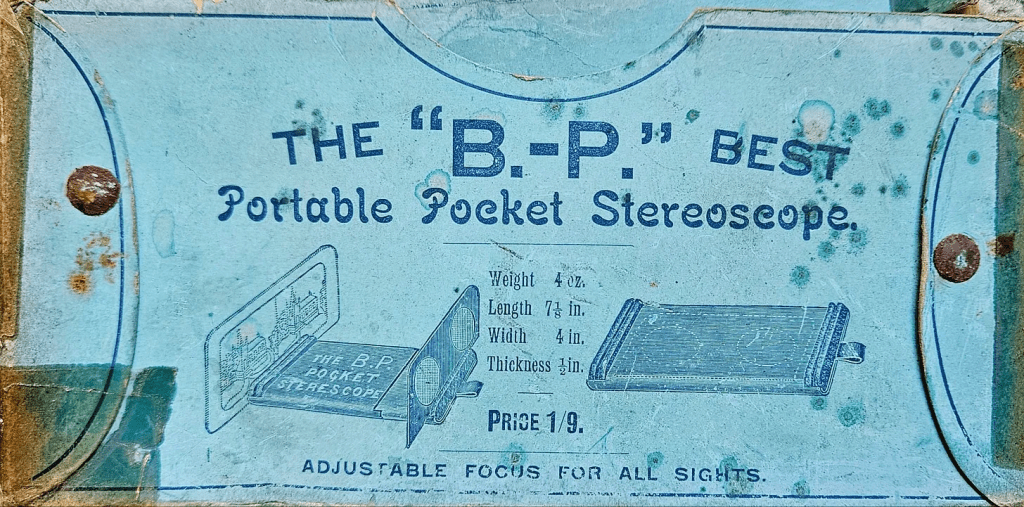 THE "B.-P." BEST
Portable Pocket Stereoscope.
Weight 4 oz.
Length 7½ in.
Width 4 in.
Thickness ½ in.
THE B.P.
POCKET
STERESCOPE
PRICE 1/9.
ADJUSTABLE FOCUS FOR ALL SIGHTS.